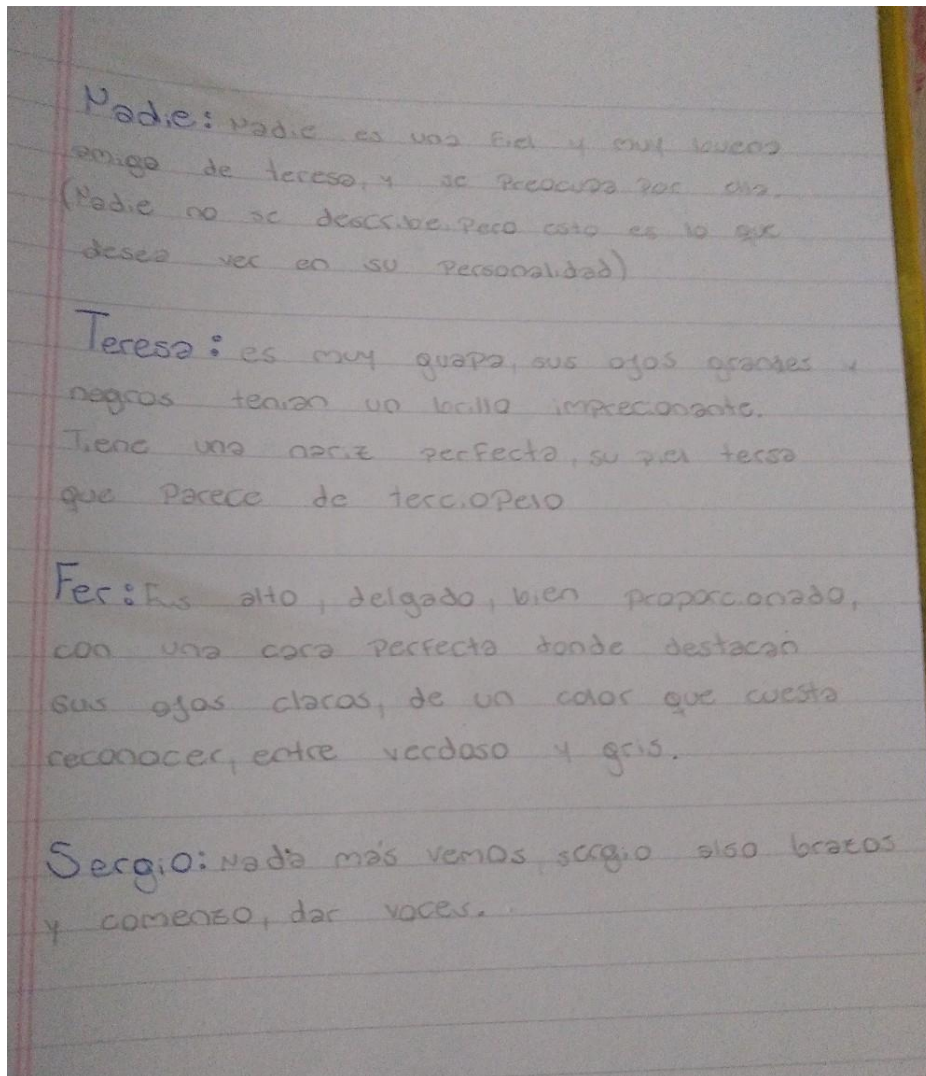 Nadie: Nadie es una fiel y muy buena
amiga de teresa, y se preocupa por ella.
(Nadie no se describe. Pero esto es lo que
desea ver en su personalidad)
Teresa: es muy guapa, sus ojos grandes y
negros tenian un brillo imprecionante.
Tiene una nariz perfecta, su piel tersa
que parece de terciopelo
Fer: Es alto, delgado, bien proporcionado,
con una cara perfecta donde destacan
sus ojos claros, de un color que cuesta
reconocer, entre verdoso y gris.
Sergio: Nada más vernos, sergio also brazos
y comenso, dar voces.